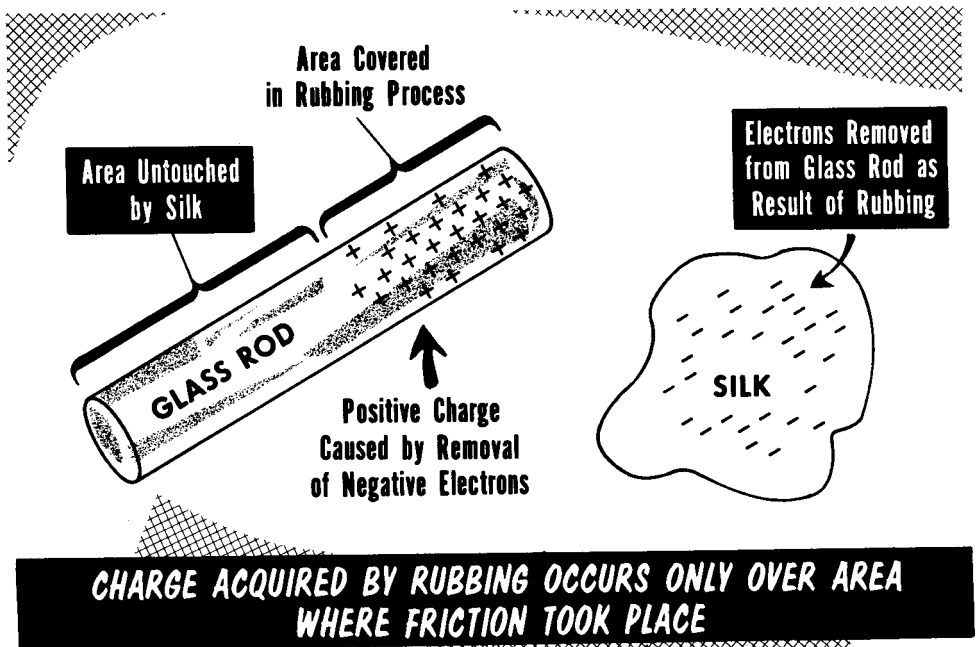 Area Covered
in Rubbing Process
Area Untouched
by Silk
Electrons Removed
from Glass Rod as
Result of Rubbing
GLASS ROD
SILK
Positive Charge
Caused by Removal
of Negative Electrons
CHARGE ACQUIRED BY RUBBING OCCURS ONLY OVER AREA
WHERE FRICTION TOOK PLACE